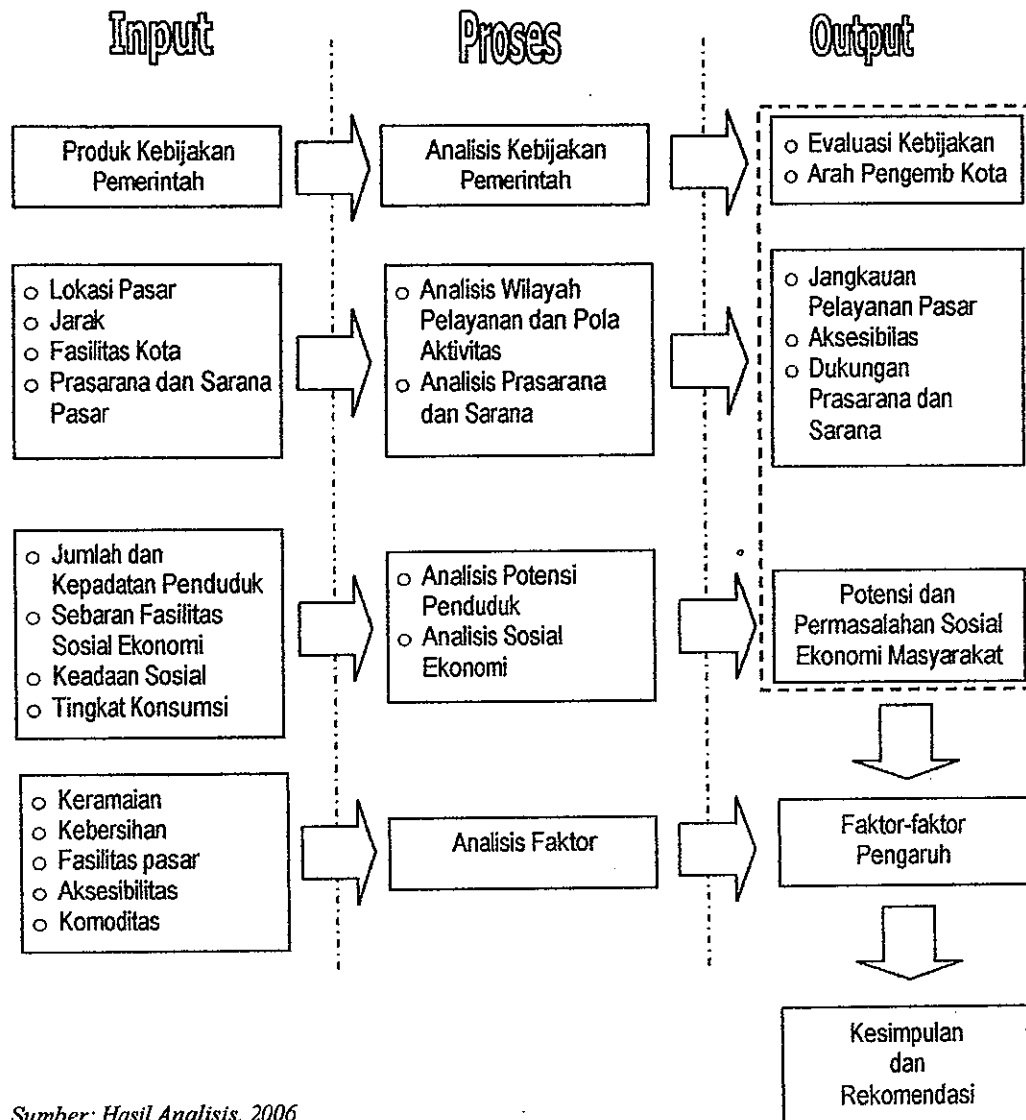 Input
Proses
Output
Produk Kebijakan
Pemerintah
Analisis Kebijakan
Pemerintah
o Evaluasi Kebijakan
o Arah Pengemb Kota
o Lokasi Pasar
o Jarak
o Fasilitas Kota
o Prasarana dan Sarana
Pasar
o Analisis Wilayah
Pelayanan dan Pola
Aktivitas
o Analisis Prasarana
dan Sarana
o Jangkauan
Pelayanan Pasar
o Aksesibilas
o Dukungan
Prasarana dan
Sarana
o Jumlah dan
Kepadatan Penduduk
o Sebaran Fasilitas
Sosial Ekonomi
o Keadaan Sosial
o Tingkat Konsumsi
o Analisis Potensi
Penduduk
o Analisis Sosial
Ekonomi
Potensi dan
Permasalahan Sosial
Ekonomi Masyarakat
o Keramaian
o Kebersihan
o Fasilitas pasar
o Aksesibilitas
o Komoditas
Analisis Faktor
Faktor-faktor
Pengaruh
Kesimpulan
dan
Rekomendasi
Sumber: Hasil Analisis, 2006